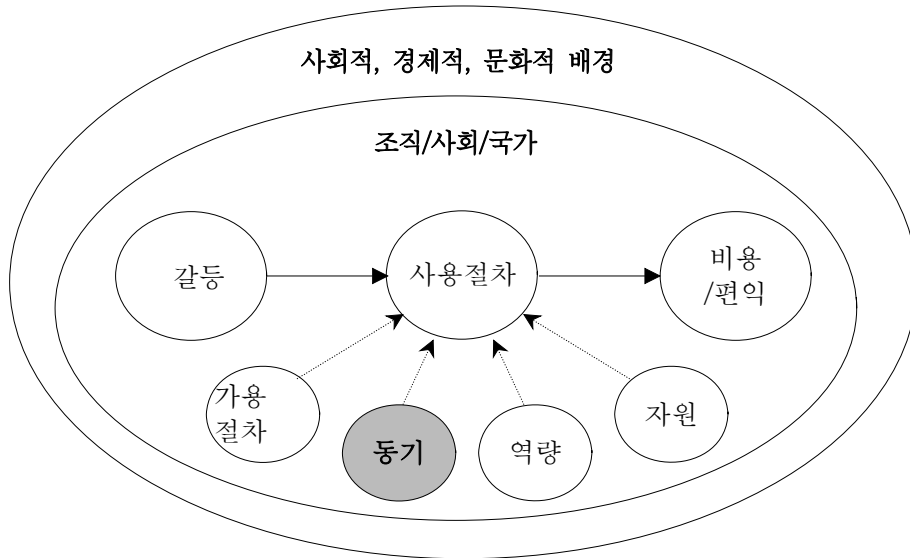 사회적, 경제적, 문화적 배경
조직/사회/국가
갈등
사용절차
비용
/편익
가용
절차
동기
역량
자원